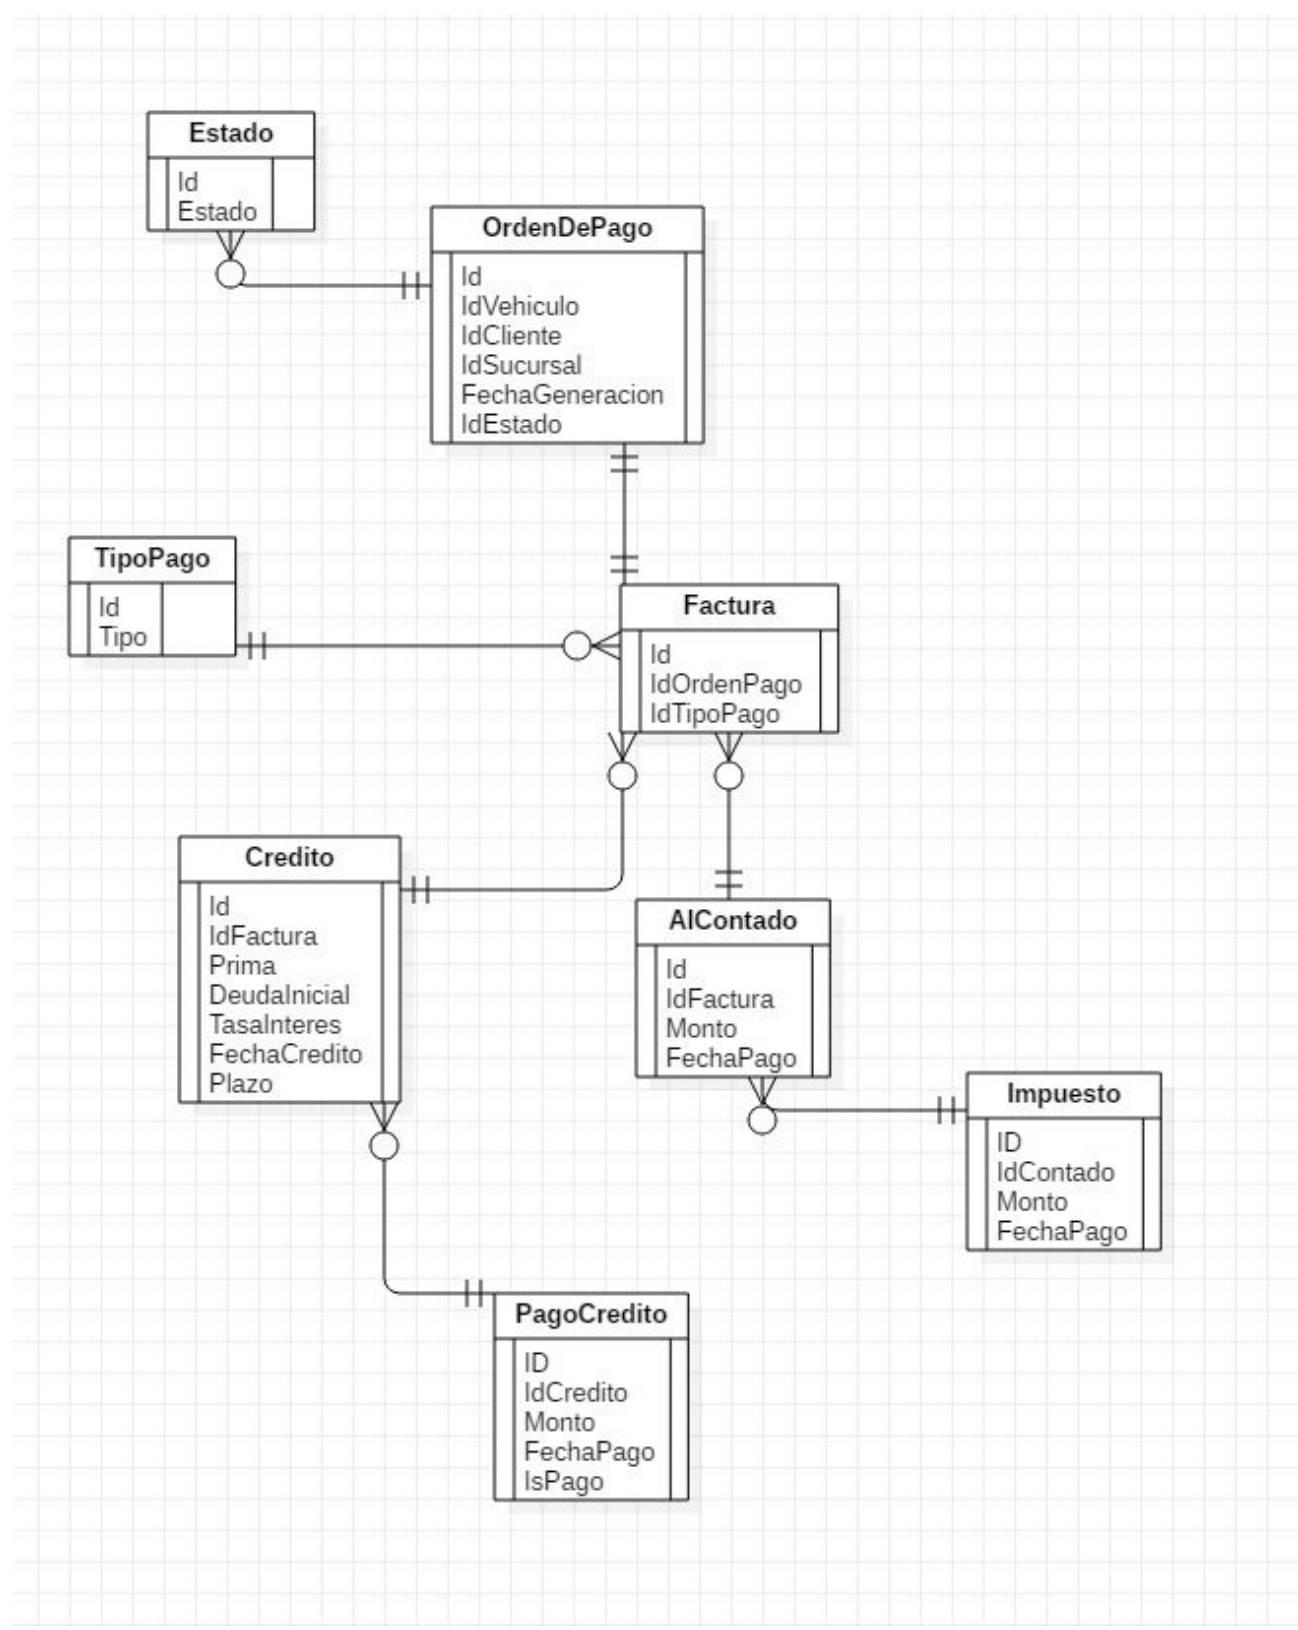 Estado
Id
Estado
OrdenDePago
Id
IdVehiculo
IdCliente
IdSucursal
FechaGeneracion
IdEstado
TipoPago
Id
Tipo
Factura
Id
IdOrdenPago
IdTipoPago
Credito
Id
IdFactura
Prima
DeudaInicial
TasaInteres
FechaCredito
Plazo
AlContado
Id
IdFactura
Monto
FechaPago
Impuesto
ID
IdContado
Monto
FechaPago
PagoCredito
ID
IdCredito
Monto
FechaPago
IsPago